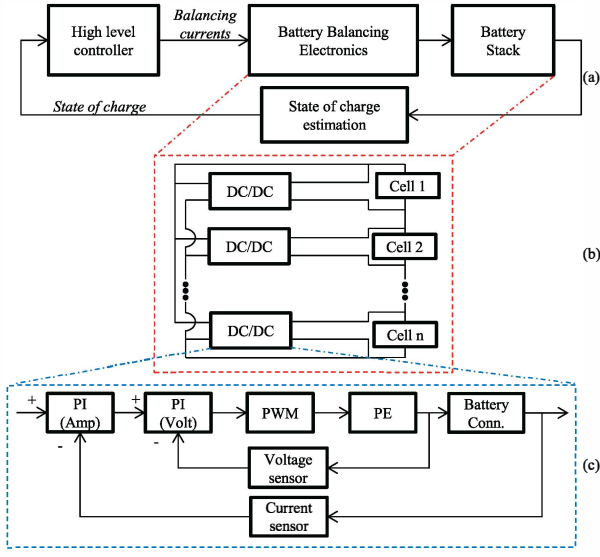 High level
controller
Balancing
currents
Battery Balancing
Electronics
Battery
Stack
(a)
State of charge
State of charge
estimation
DC/DC
Cell 1
DC/DC
Cell 2
(b)
DC/DC
Cell n
+
PI
(Amp)
-
+
PI
(Volt)
-
PWM
PE
Battery
Conn.
Voltage
sensor
(c)
Current
sensor